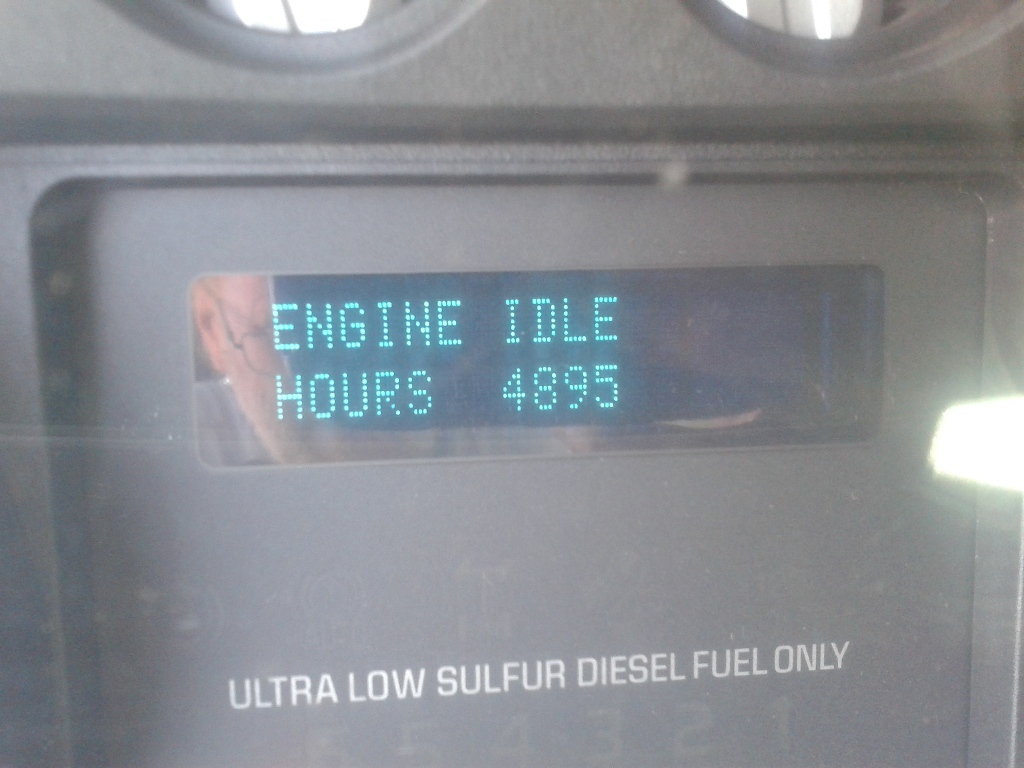 ENGINE IDLE
HOURS 4895
ULTRA LOW SULFUR DIESEL FUEL ONLY